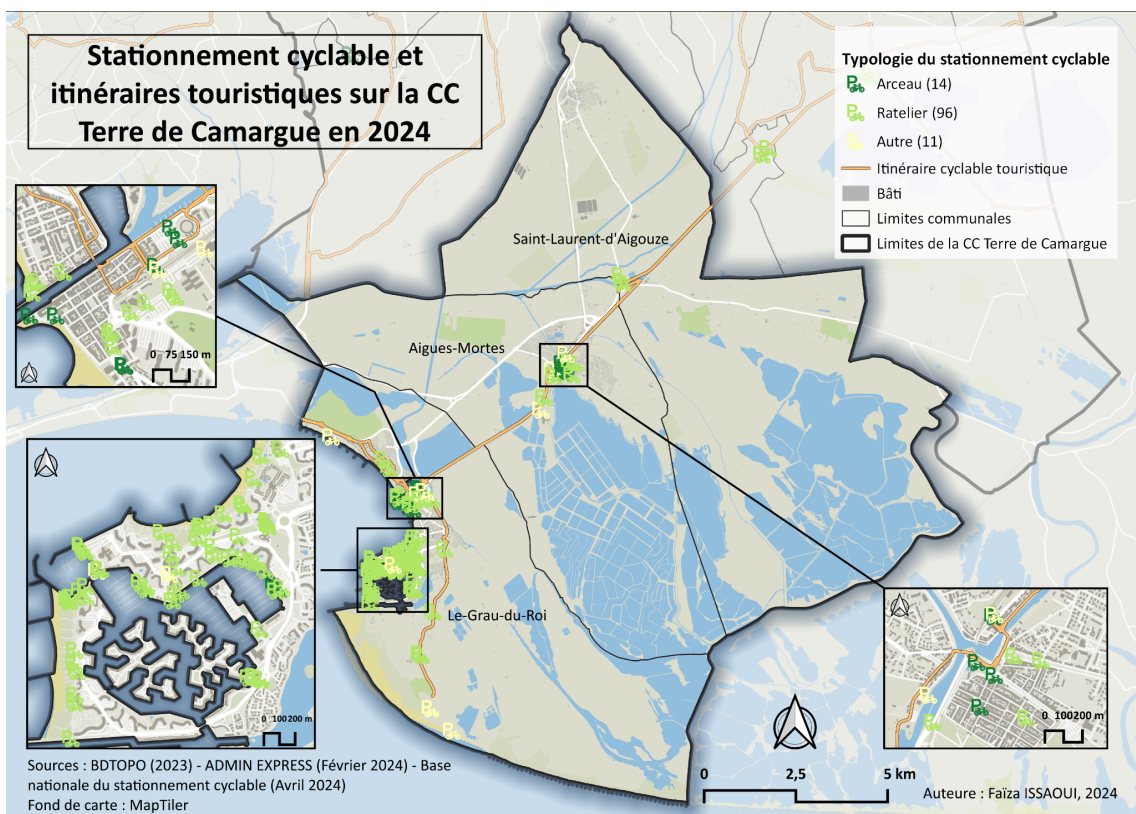 Stationnement cyclable et
itinéraires touristiques sur la CC
Terre de Camargue en 2024
Typologie du stationnement cyclable
Arceau (14)
Ratelier (96)
Autre (11)
Itinéraire cyclable touristique
Bâti
Limites communales
Limites de la CC Terre de Camargue
Saint-Laurent-d'Aigouze
Aigues-Mortes
Le-Grau-du-Roi
0 75 150 m
0 100 200 m
0 100 200 m
0 2,5 5 km
Sources : BDTOPO (2023) - ADMIN EXPRESS (Février 2024) - Base
nationale du stationnement cyclable (Avril 2024)
Fond de carte : MapTiler
Auteure : Faïza ISSAOUI, 2024